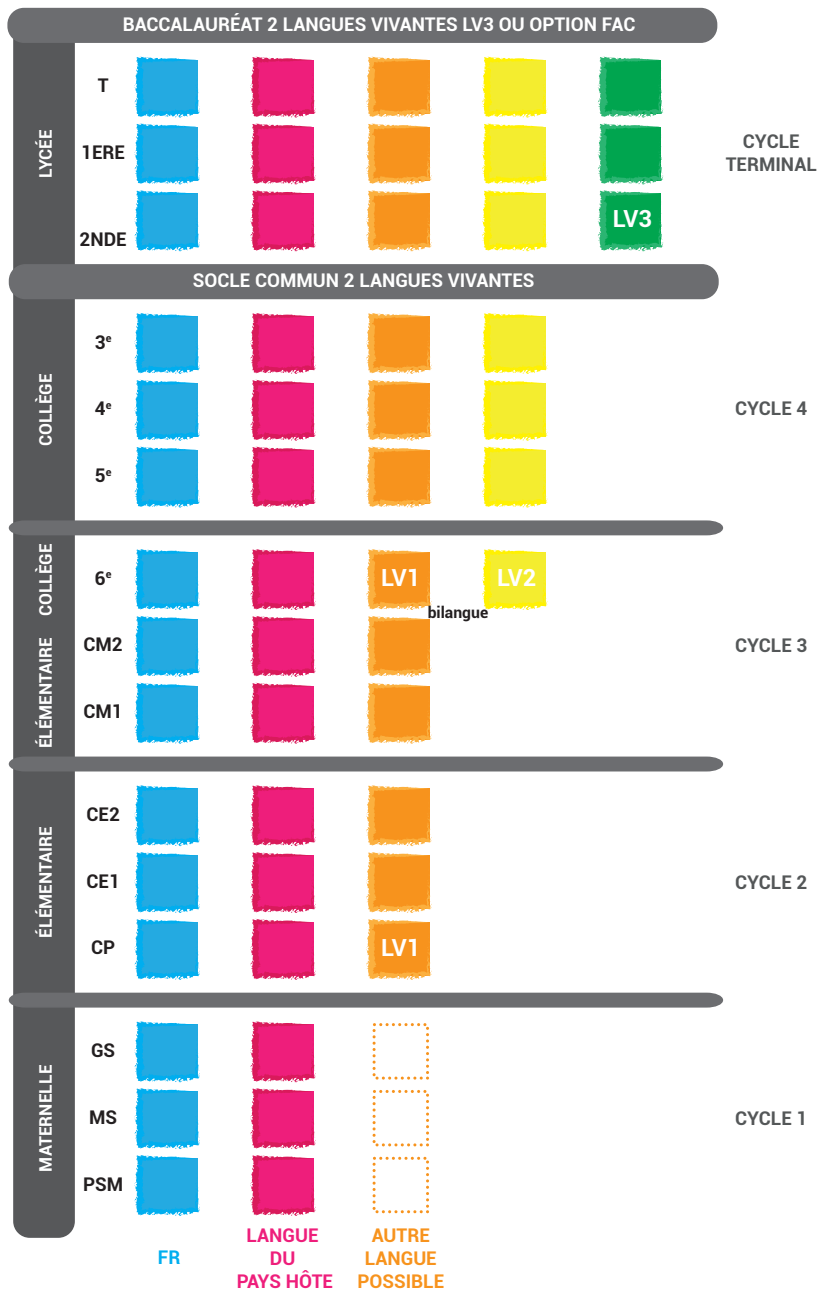 BACCALAURÉAT 2 LANGUES VIVANTES LV3 OU OPTION FAC
LYCÉE
T
1ERE
2NDE
LV3
CYCLE
TERMINAL
SOCLE COMMUN 2 LANGUES VIVANTES
COLLÈGE
3e
4e
5e
CYCLE 4
COLLÈGE
6e
LV1
LV2
bilangue
ÉLÉMENTAIRE
CM2
CM1
CYCLE 3
ÉLÉMENTAIRE
CE2
CE1
CP
LV1
CYCLE 2
MATERNELLE
GS
MS
PSM
CYCLE 1
FR
LANGUE
DU
PAYS HÔTE
AUTRE
LANGUE
POSSIBLE